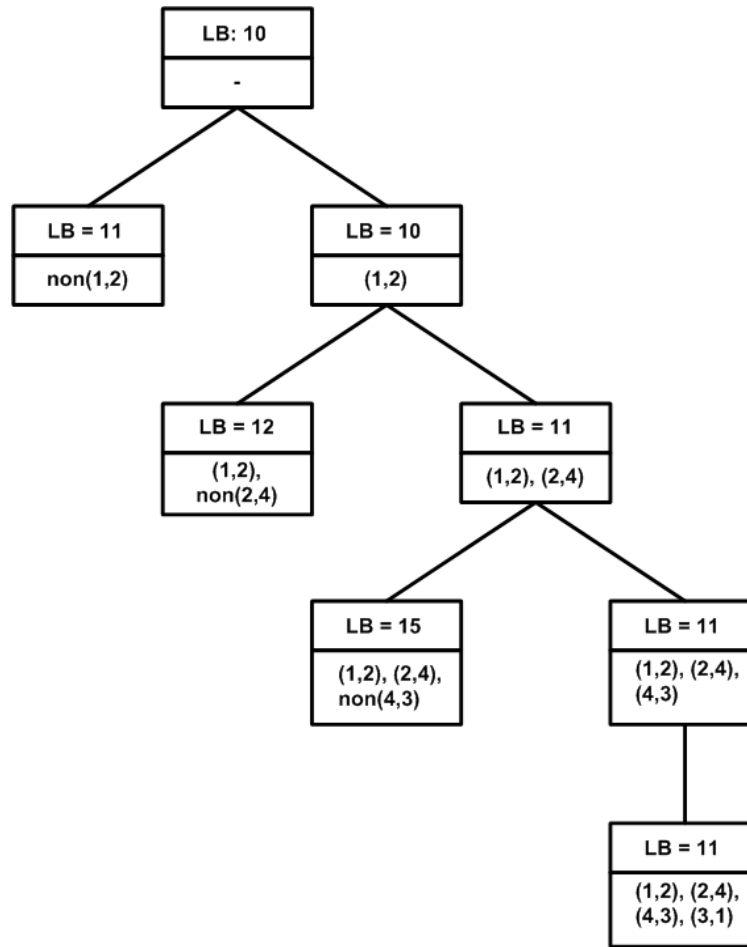 LB: 10
-
LB = 11
non(1,2)
LB = 10
(1,2)
LB = 12
(1,2),
non(2,4)
LB = 11
(1,2), (2,4)
LB = 15
(1,2), (2,4),
non(4,3)
LB = 11
(1,2), (2,4),
(4,3)
LB = 11
(1,2), (2,4),
(4,3), (3,1)